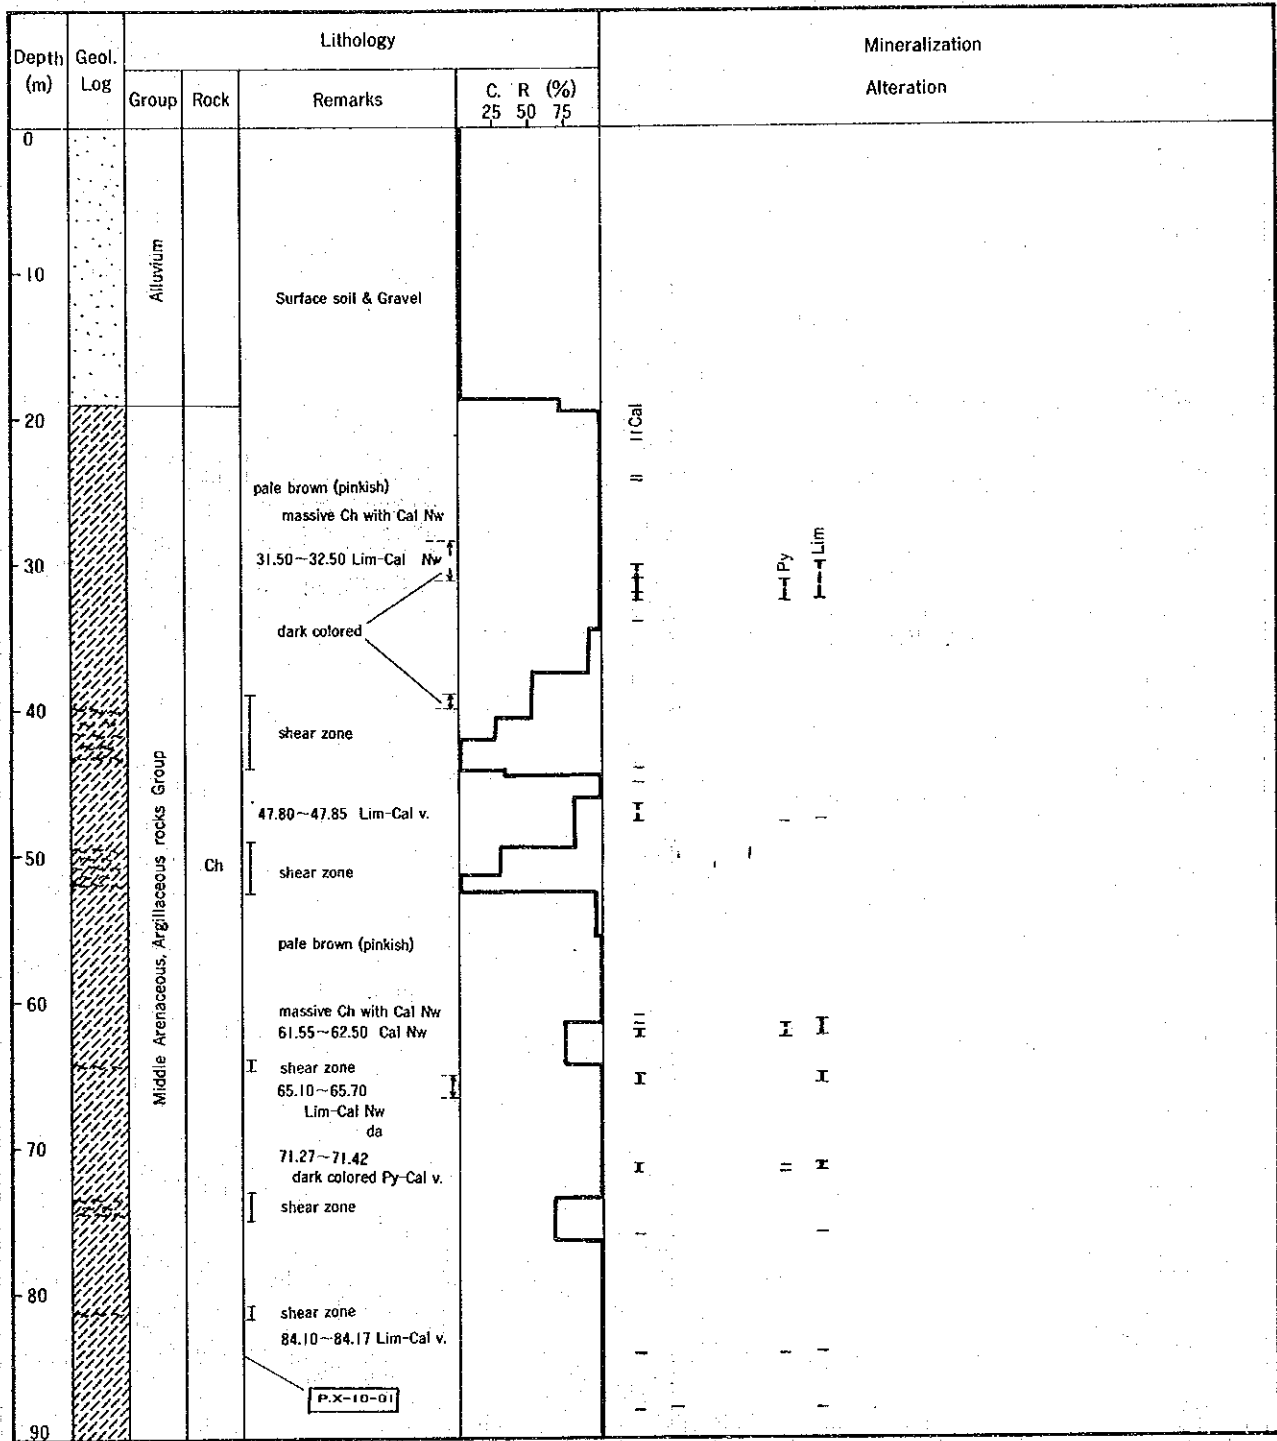 Depth
(m)
Geol.
Log
Lithology
Group
Rock
Remarks
C. R (%)
25 50 75
Mineralization
Alteration
0
10
20
30
40
50
60
70
80
90
Alluvium
Middle Arenaceous, Argillaceous rocks Group
Ch
Surface soil & Gravel
pale brown (pinkish)
massive Ch with Cal Nw
31.50~32.50 Lim-Cal Nw
dark colored
shear zone
47.80~47.85 Lim-Cal v.
shear zone
pale brown (pinkish)
massive Ch with Cal Nw
61.55~62.50 Cal Nw
shear zone
65.10~65.70
Lim-Cal Nw
da
71.27~71.42
dark colored Py-Cal v.
shear zone
shear zone
84.10~84.17 Lim-Cal v.
P.X-10-01
Cal
Py
Lim